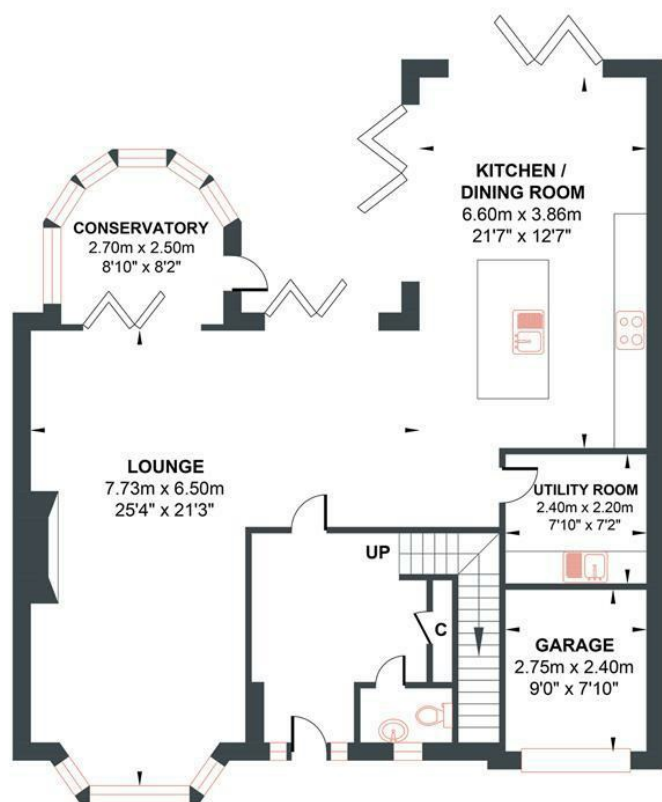 KITCHEN /
DINING ROOM
6.60m x 3.86m
21'7" x 12'7"
CONSERVATORY
2.70m x 2.50m
8'10" x 8'2"
LOUNGE
7.73m x 6.50m
25'4" x 21'3"
UTILITY ROOM
2.40m x 2.20m
7'10" x 7'2"
UP
C
GARAGE
2.75m x 2.40m
9'0" x 7'10"